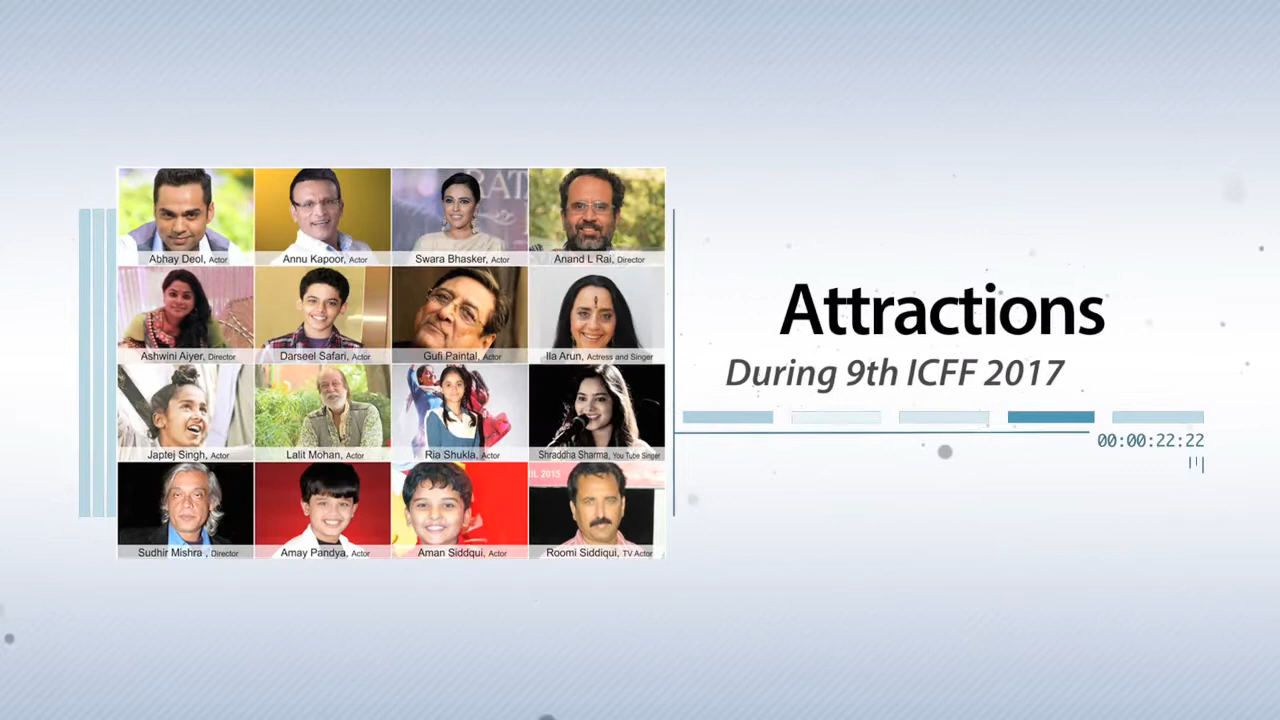 Abhay Deol, Actor
Annu Kapoor, Actor
Swara Bhasker, Actor
Anand L Rai, Director
Ashwini Aiyer, Director
Darseel Safari, Actor
Gufi Paintal, Actor
Ila Arun, Actress and Singer
Japtej Singh, Actor
Lalit Mohan, Actor
Ria Shukla, Actor
Shraddha Sharma, You Tube Singer
BL 2015
Sudhir Mishra , Director
Amay Pandya, Actor
Aman Siddqui, Actor
Roomi Siddiqui, TV Actor
Attractions
During 9th ICFF 2017
00:00:22:22